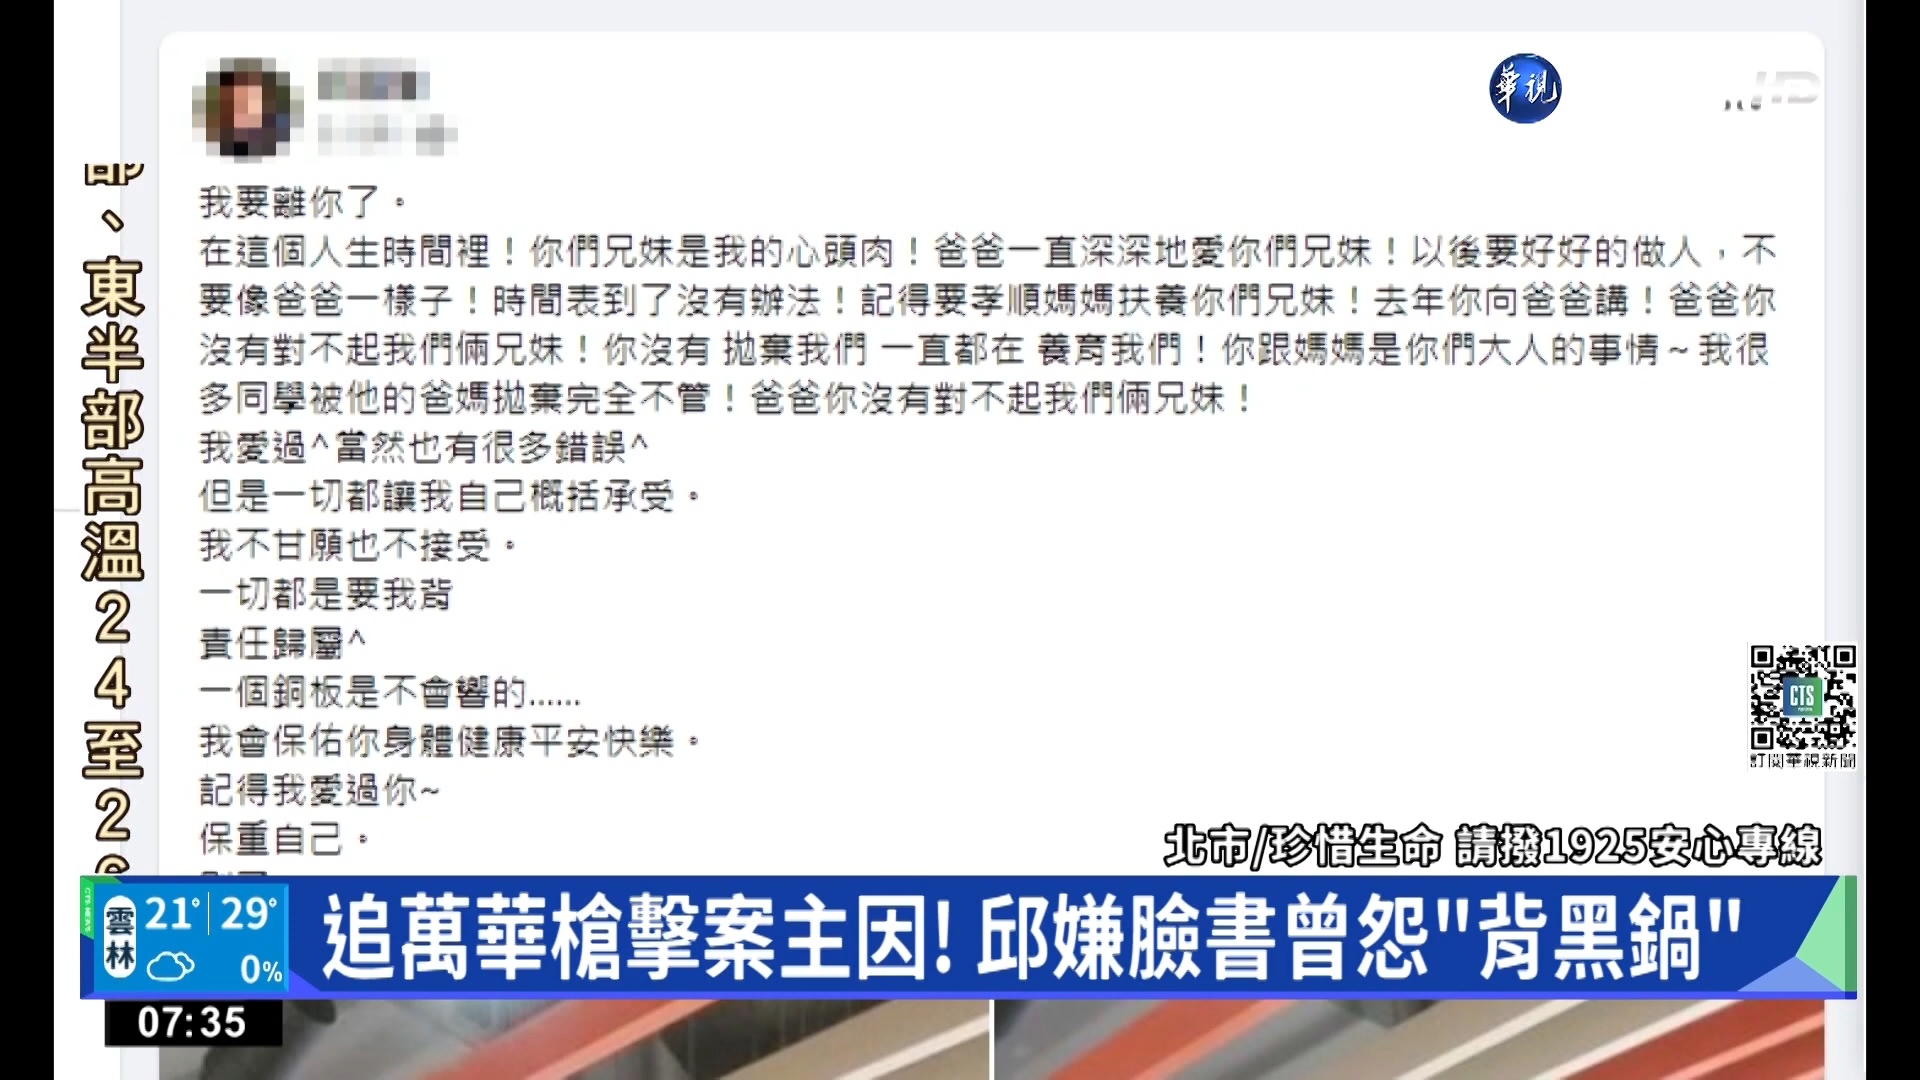 華視
HD
我要離你了。
在這個人生時間裡！你們兄妹是我的心頭肉！爸爸一直深深地愛你們兄妹！以後要好好的做人，不
要像爸爸一樣子！時間表到了沒有辦法！記得要孝順媽媽扶養你們兄妹！去年你向爸爸講！爸爸你
沒有對不起我們倆兄妹！你沒有 拋棄我們 一直都在 養育我們！你跟媽媽是你們大人的事情~我很
多同學被他的爸媽拋棄完全不管！爸爸你沒有對不起我們倆兄妹！
我愛過^當然也有很多錯誤^
但是一切都讓我自己概括承受。
我不甘願也不接受。
一切都是要我背
責任歸屬^
一個銅板是不會響的......
我會保佑你身體健康平安快樂。
記得我愛過你~
保重自己。
部、東半部高溫24至26
CTS
訂閱華視新聞
北市/珍惜生命 請撥1925安心專線
CTS NEWS
雲林
21° 29°
0%
追萬華槍擊案主因! 邱嫌臉書曾怨"背黑鍋"
07:35